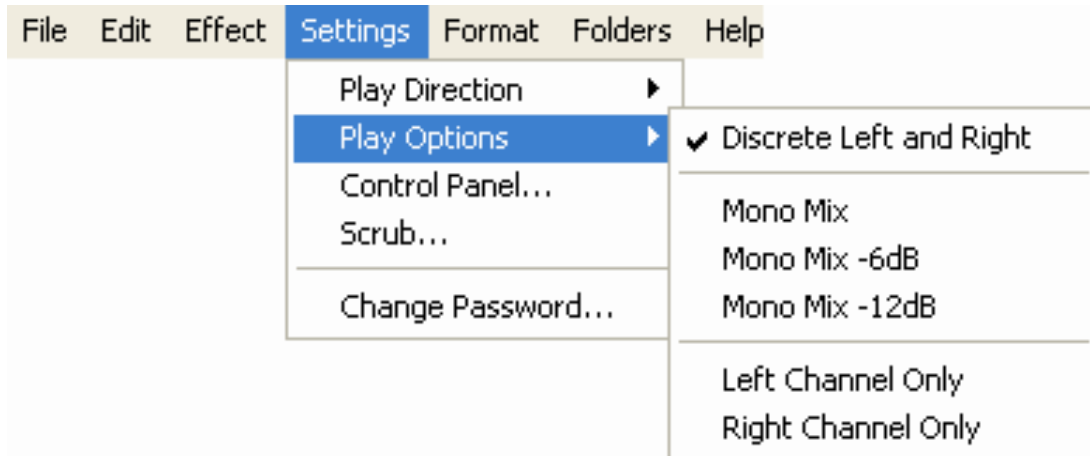 File Edit Effect Settings Format Folders Help
Play Direction
Play Options
Control Panel...
Scrub...
Change Password...
Discrete Left and Right
Mono Mix
Mono Mix -6dB
Mono Mix -12dB
Left Channel Only
Right Channel Only